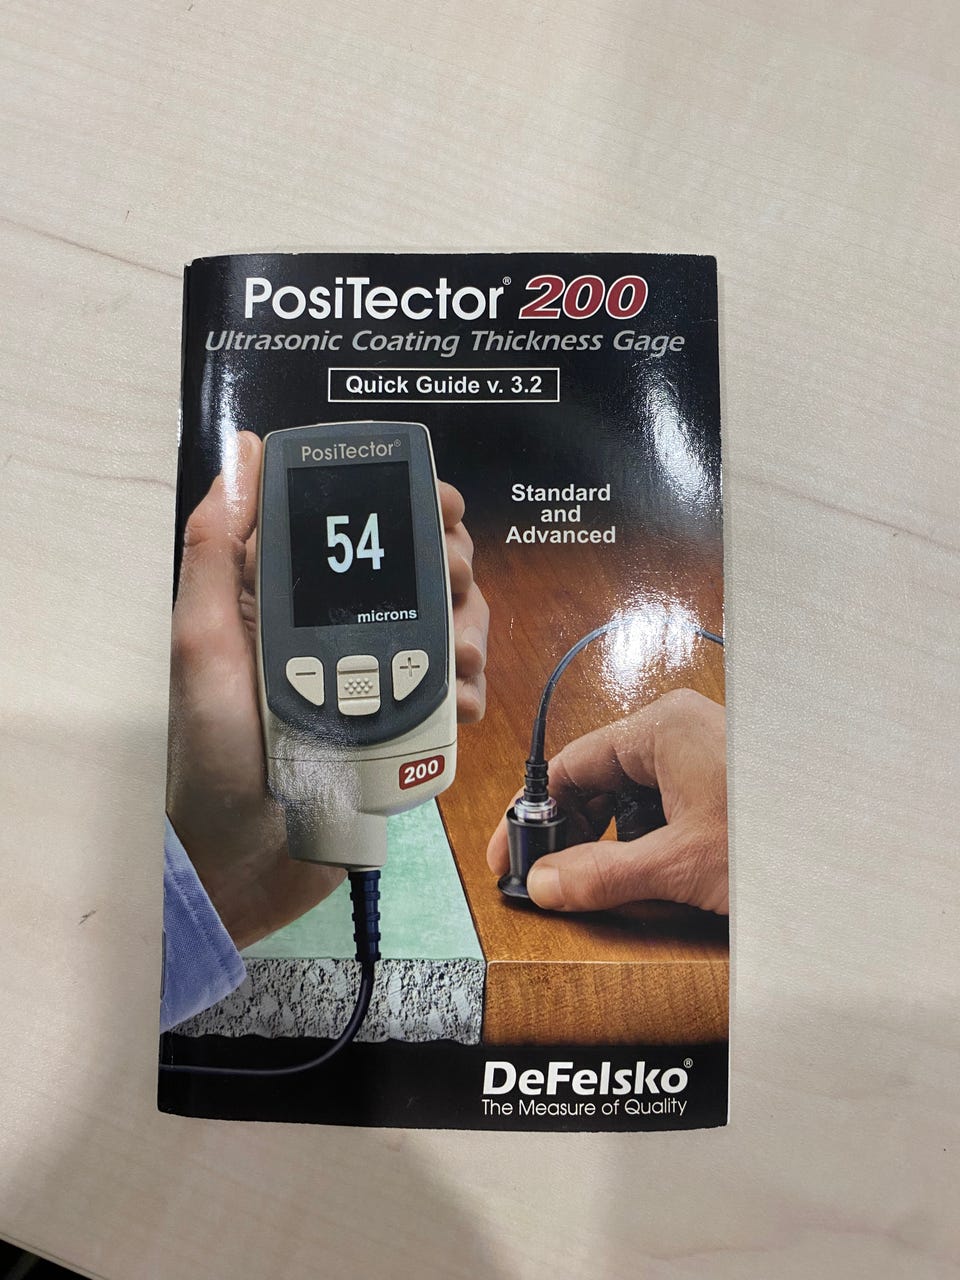 PosiTector® 200
Ultrasonic Coating Thickness Gage
Quick Guide v. 3.2
PosiTector®
54
microns
Standard
and
Advanced
− +
200
DeFelsko®
The Measure of Quality